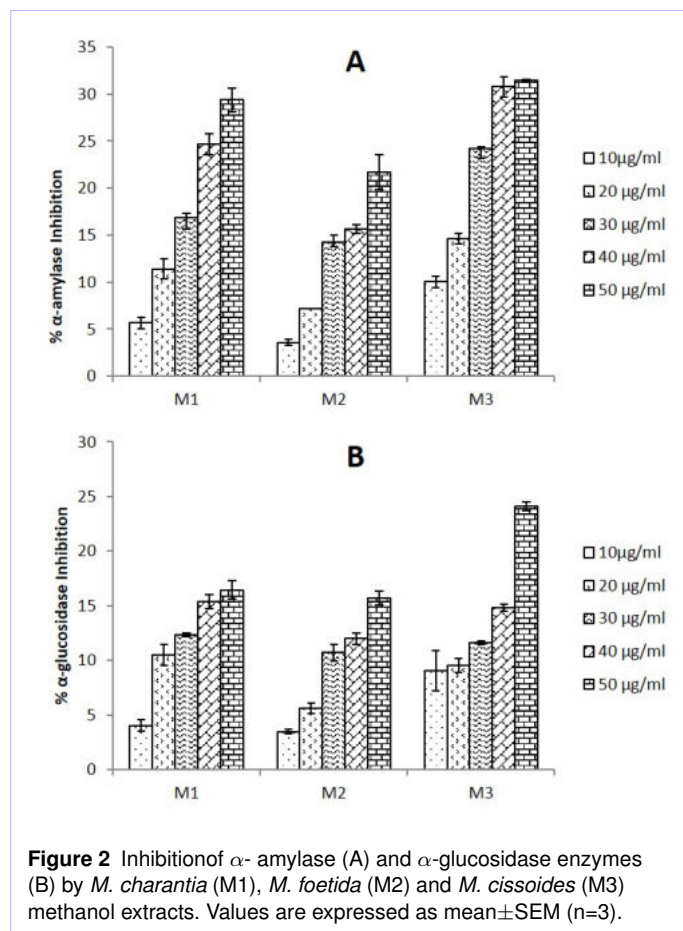 A
35
30
25
20
15
10
5
0
% α-amylase Inhibition
M1 M2 M3
10µg/ml
20 µg/ml
30 µg/ml
40 µg/ml
50 µg/ml
B
30
25
20
15
10
5
0
% α-glucosidase Inhibition
M1 M2 M3
10µg/ml
20 µg/ml
30 µg/ml
40 µg/ml
50 µg/ml
Figure 2 Inhibitionof α- amylase (A) and α-glucosidase enzymes
(B) by M. charantia (M1), M. foetida (M2) and M. cissoides (M3)
methanol extracts. Values are expressed as mean±SEM (n=3).